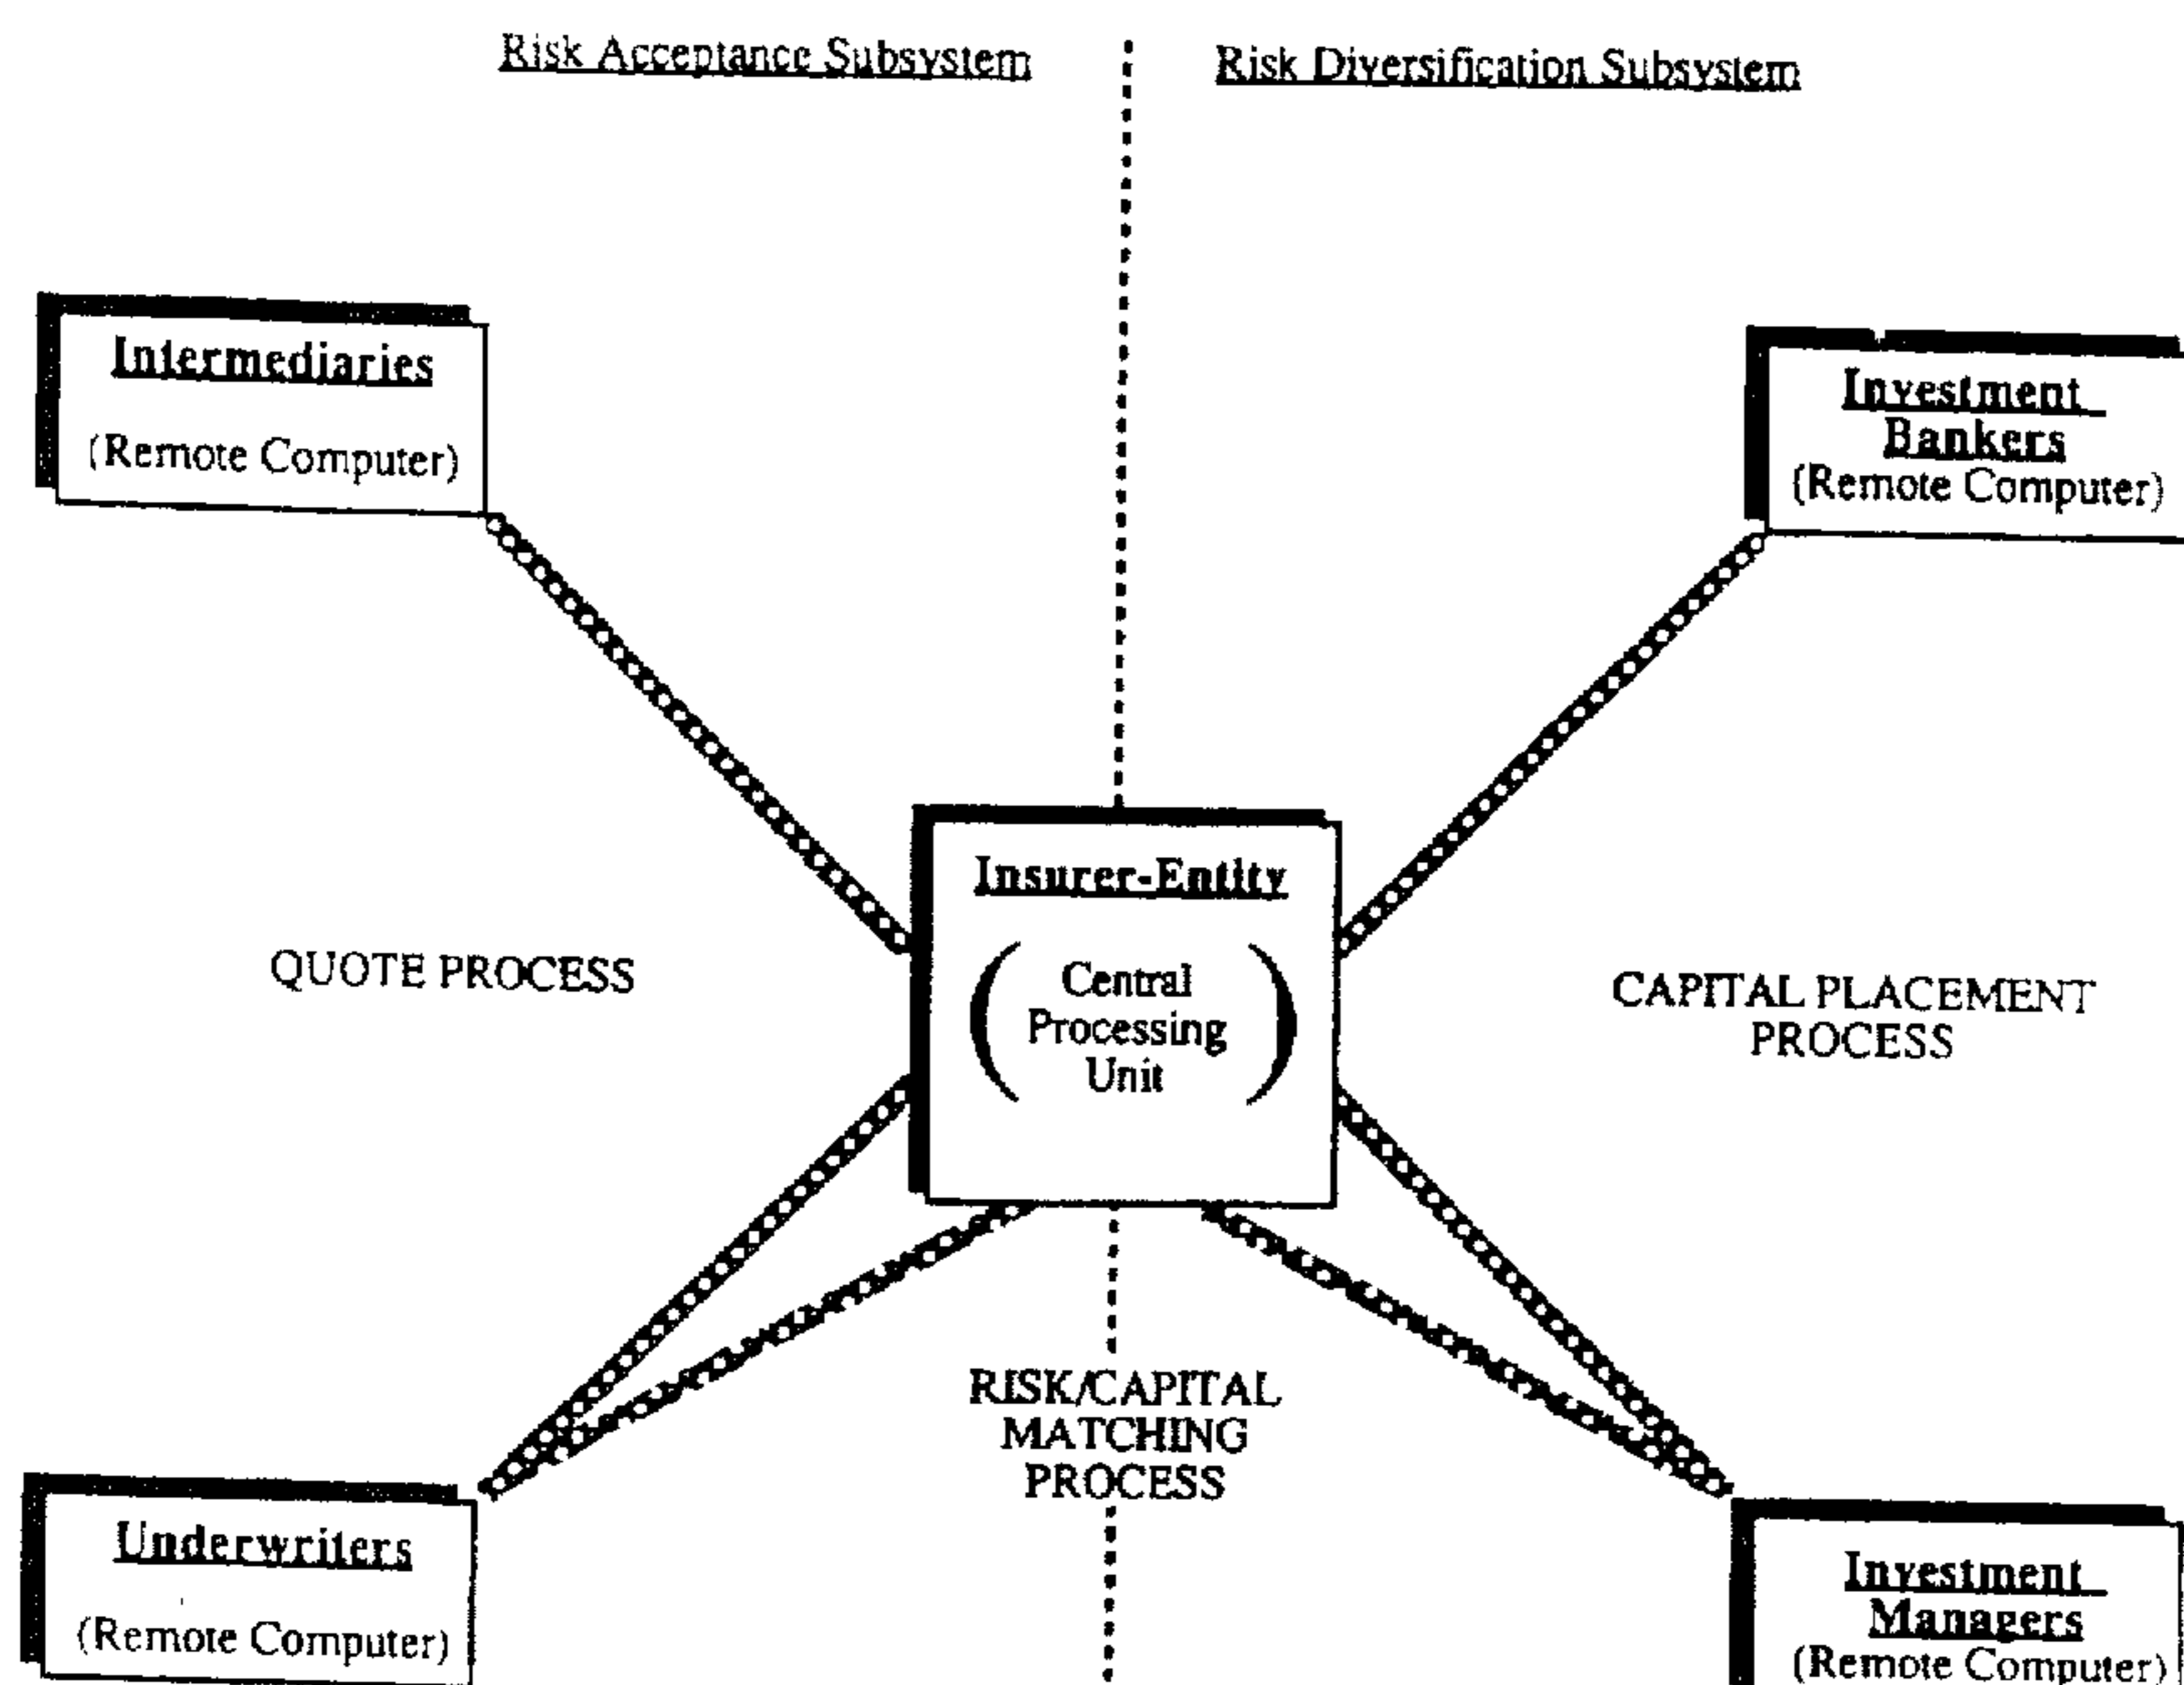 Risk Acceptance Subsystem
Risk Diversification Subsystem
Intermediaries
(Remote Computer)
Investment
Bankers
(Remote Computer)
Insurer-Entity
Central
Processing
Unit
QUOTE PROCESS
CAPITAL PLACEMENT
PROCESS
RISK/CAPITAL
MATCHING
PROCESS
Underwriters
(Remote Computer)
Investment
Managers
(Remote Computer)